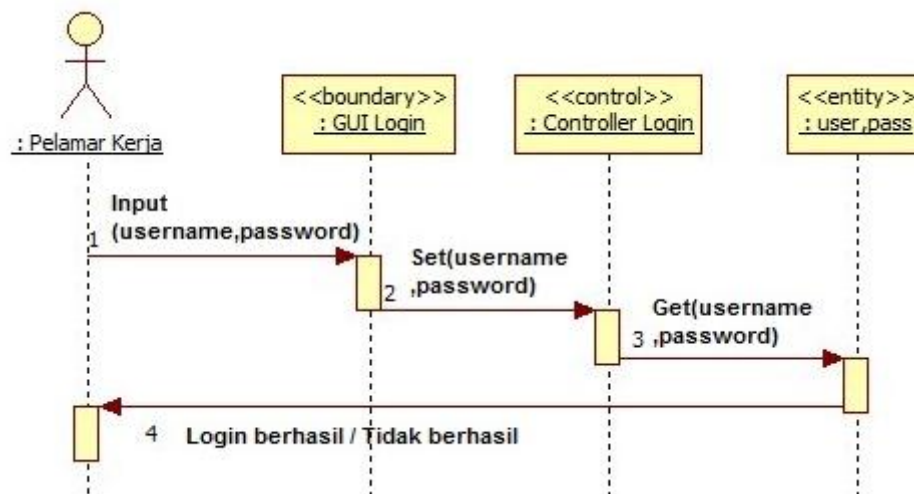 <<boundary>>
: GUI Login
<<control>>
: Controller Login
<<entity>>
: user,pass
: Pelamar Kerja
Input
(username,password)
1
Set(username
,password)
2
Get(username
,password)
3
4 Login berhasil / Tidak berhasil